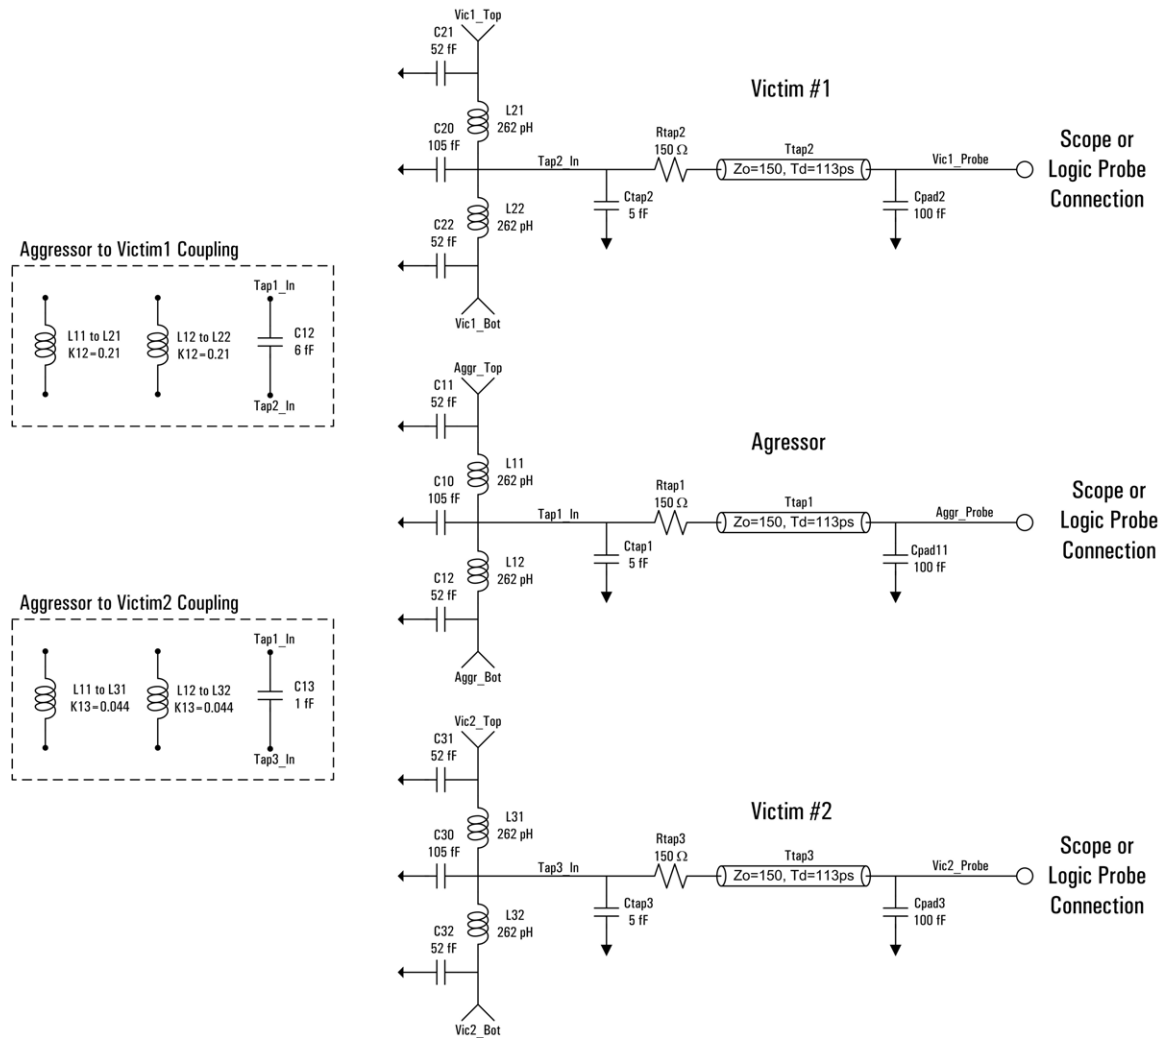 Vic1_Top
C21
52 fF
L21
262 pH
C20
105 fF
Tap2_In
Victim #1
Rtap2
150 Ω
Ttap2
Zo=150, Td=113ps
Vic1_Probe
Scope or
Logic Probe
Connection
Ctap2
5 fF
Cpad2
100 fF
L22
262 pH
C22
52 fF
Vic1_Bot
Aggressor to Victim1 Coupling
L11 to L21
K12=0.21
L12 to L22
K12=0.21
Tap1_In
C12
6 fF
Tap2_In
Aggr_Top
C11
52 fF
L11
262 pH
C10
105 fF
Tap1_In
Agressor
Rtap1
150 Ω
Ttap1
Zo=150, Td=113ps
Aggr_Probe
Scope or
Logic Probe
Connection
Ctap1
5 fF
Cpad11
100 fF
L12
262 pH
C12
52 fF
Aggr_Bot
Aggressor to Victim2 Coupling
L11 to L31
K13=0.044
L12 to L32
K13=0.044
Tap1_In
C13
1 fF
Tap3_In
Vic2_Top
C31
52 fF
L31
262 pH
C30
105 fF
Tap3_In
Victim #2
Rtap3
150 Ω
Ttap3
Zo=150, Td=113ps
Vic2_Probe
Scope or
Logic Probe
Connection
Ctap3
5 fF
Cpad3
100 fF
L32
262 pH
C32
52 fF
Vic2_Bot